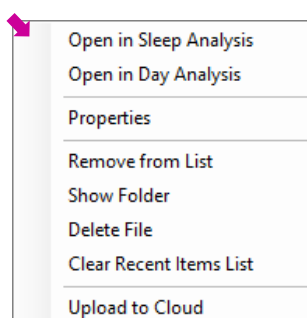 Open in Sleep Analysis
Open in Day Analysis
Properties
Remove from List
Show Folder
Delete File
Clear Recent Items List
Upload to Cloud